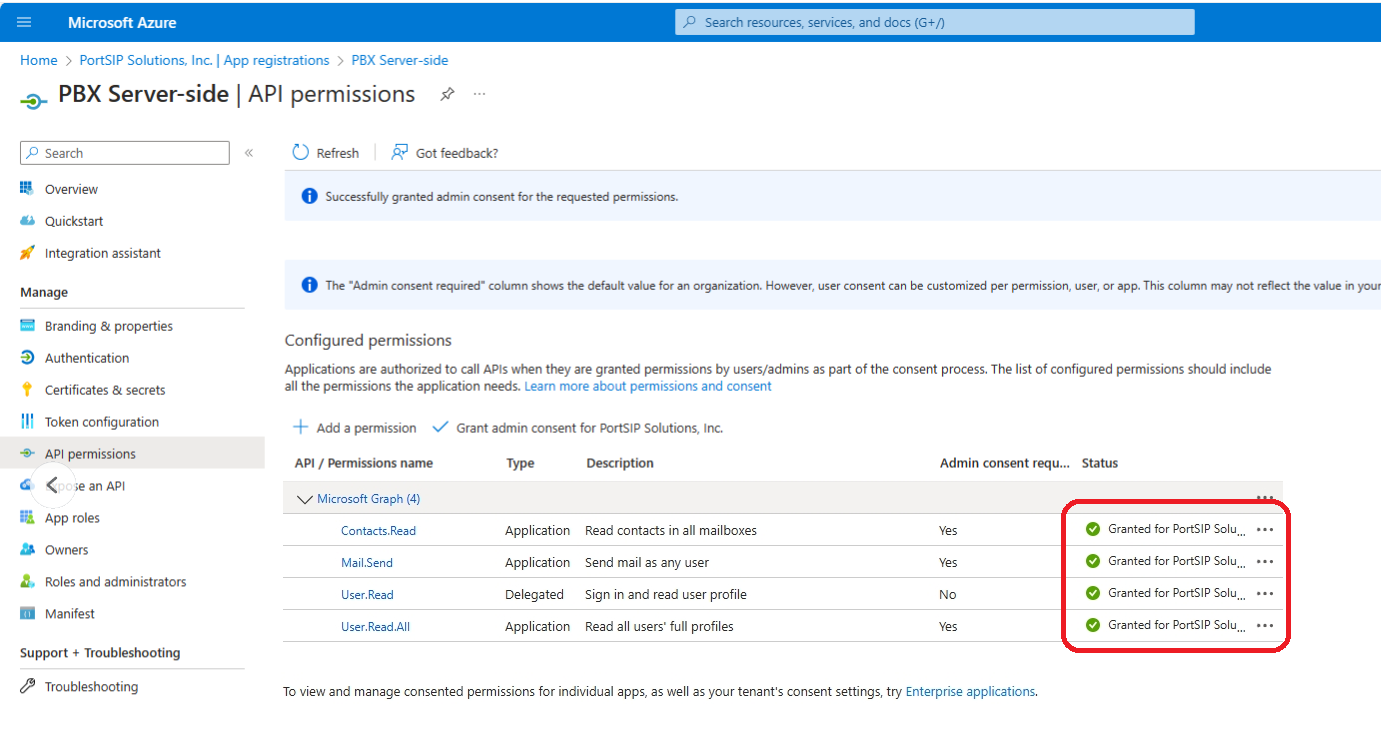 Microsoft Azure
Search resources, services, and docs (G+/)
Home > PortSIP Solutions, Inc. | App registrations > PBX Server-side
PBX Server-side | API permissions
Search
Refresh
Got feedback?
Overview
Quickstart
Integration assistant
Manage
Branding & properties
Authentication
Certificates & secrets
Token configuration
API permissions
an API
App roles
Owners
Roles and administrators
Manifest
Support + Troubleshooting
Troubleshooting
Successfully granted admin consent for the requested permissions.
The "Admin consent required" column shows the default value for an organization. However, user consent can be customized per permission, user, or app. This column may not reflect the value in your
Configured permissions
Applications are authorized to call APIs when they are granted permissions by users/admins as part of the consent process. The list of configured permissions should include
all the permissions the application needs. Learn more about permissions and consent
Add a permission
Grant admin consent for PortSIP Solutions, Inc.
API / Permissions name Type Description Admin consent requ... Status
Microsoft Graph (4)
Contacts.Read Application Read contacts in all mailboxes Yes Granted for PortSIP Solu...
Mail.Send Application Send mail as any user Yes Granted for PortSIP Solu...
User.Read Delegated Sign in and read user profile No Granted for PortSIP Solu...
User.Read.All Application Read all users' full profiles Yes Granted for PortSIP Solu...
To view and manage consented permissions for individual apps, as well as your tenant's consent settings, try Enterprise applications.